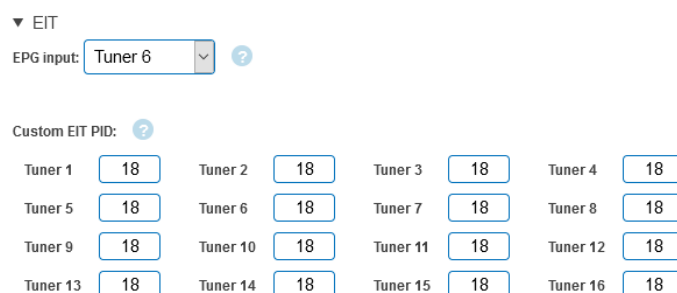 ▼ EIT
EPG input: Tuner 6 ?
Custom EIT PID: ?
Tuner 1 18 Tuner 2 18 Tuner 3 18 Tuner 4 18
Tuner 5 18 Tuner 6 18 Tuner 7 18 Tuner 8 18
Tuner 9 18 Tuner 10 18 Tuner 11 18 Tuner 12 18
Tuner 13 18 Tuner 14 18 Tuner 15 18 Tuner 16 18